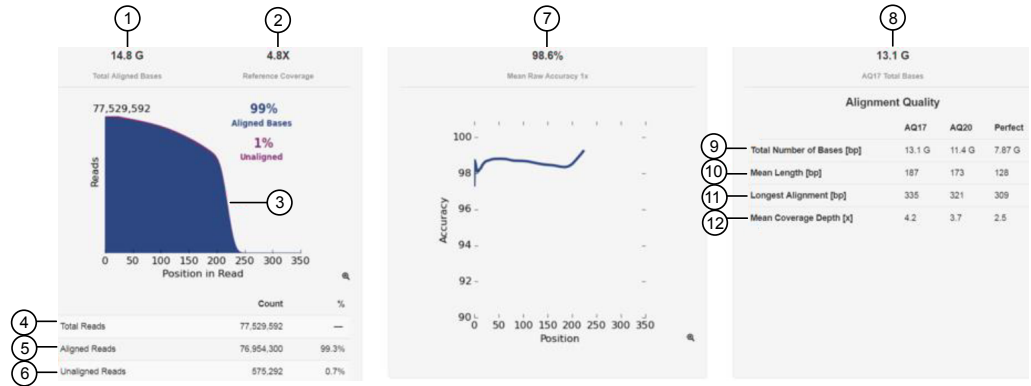 1
2
7
8
14.8 G
4.8X
98.6%
13.1 G
Total Aligned Bases
Reference Coverage
Mean Raw Accuracy 1x
AQ17 Total Bases
77,529,592
99%
Aligned Bases
1%
Unaligned
3
Reads
0 50 100 150 200 250 300 350
Position in Read
Count %
4 Total Reads 77,529,592 —
5 Aligned Reads 76,954,300 99.3%
6 Unaligned Reads 575,292 0.7%
100
98
96
94
92
90
Accuracy
0 50 100 150 200 250 300 350
Position
Alignment Quality
AQ17 AQ20 Perfect
9 Total Number of Bases [bp] 13.1 G 11.4 G 7.87 G
10 Mean Length [bp] 187 173 128
11 Longest Alignment [bp] 335 321 309
12 Mean Coverage Depth [x] 4.2 3.7 2.5